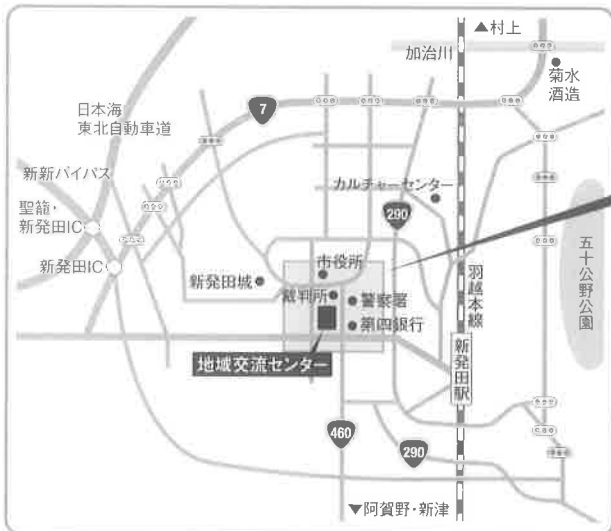 ▲村上
加治川
菊水
酒造
7
日本海
東北自動車道
新新バイパス
カルチャーセンター
聖籠・
新発田IC
290
新発田IC
市役所
新発田城
裁判所
警察署
第四銀行
羽越本線
五十公野公園
地域交流センター
新発田駅
460
290
▼阿賀野・新津